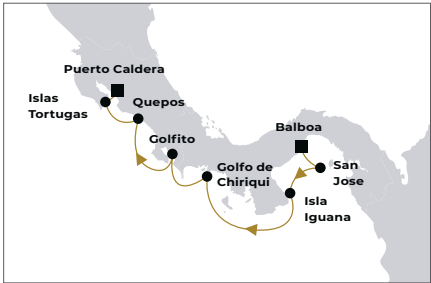 Puerto Caldera
Islas
Tortugas
Quepos
Golfito
Balboa
Golfo de
Chiriqui
San
Jose
Isla
Iguana